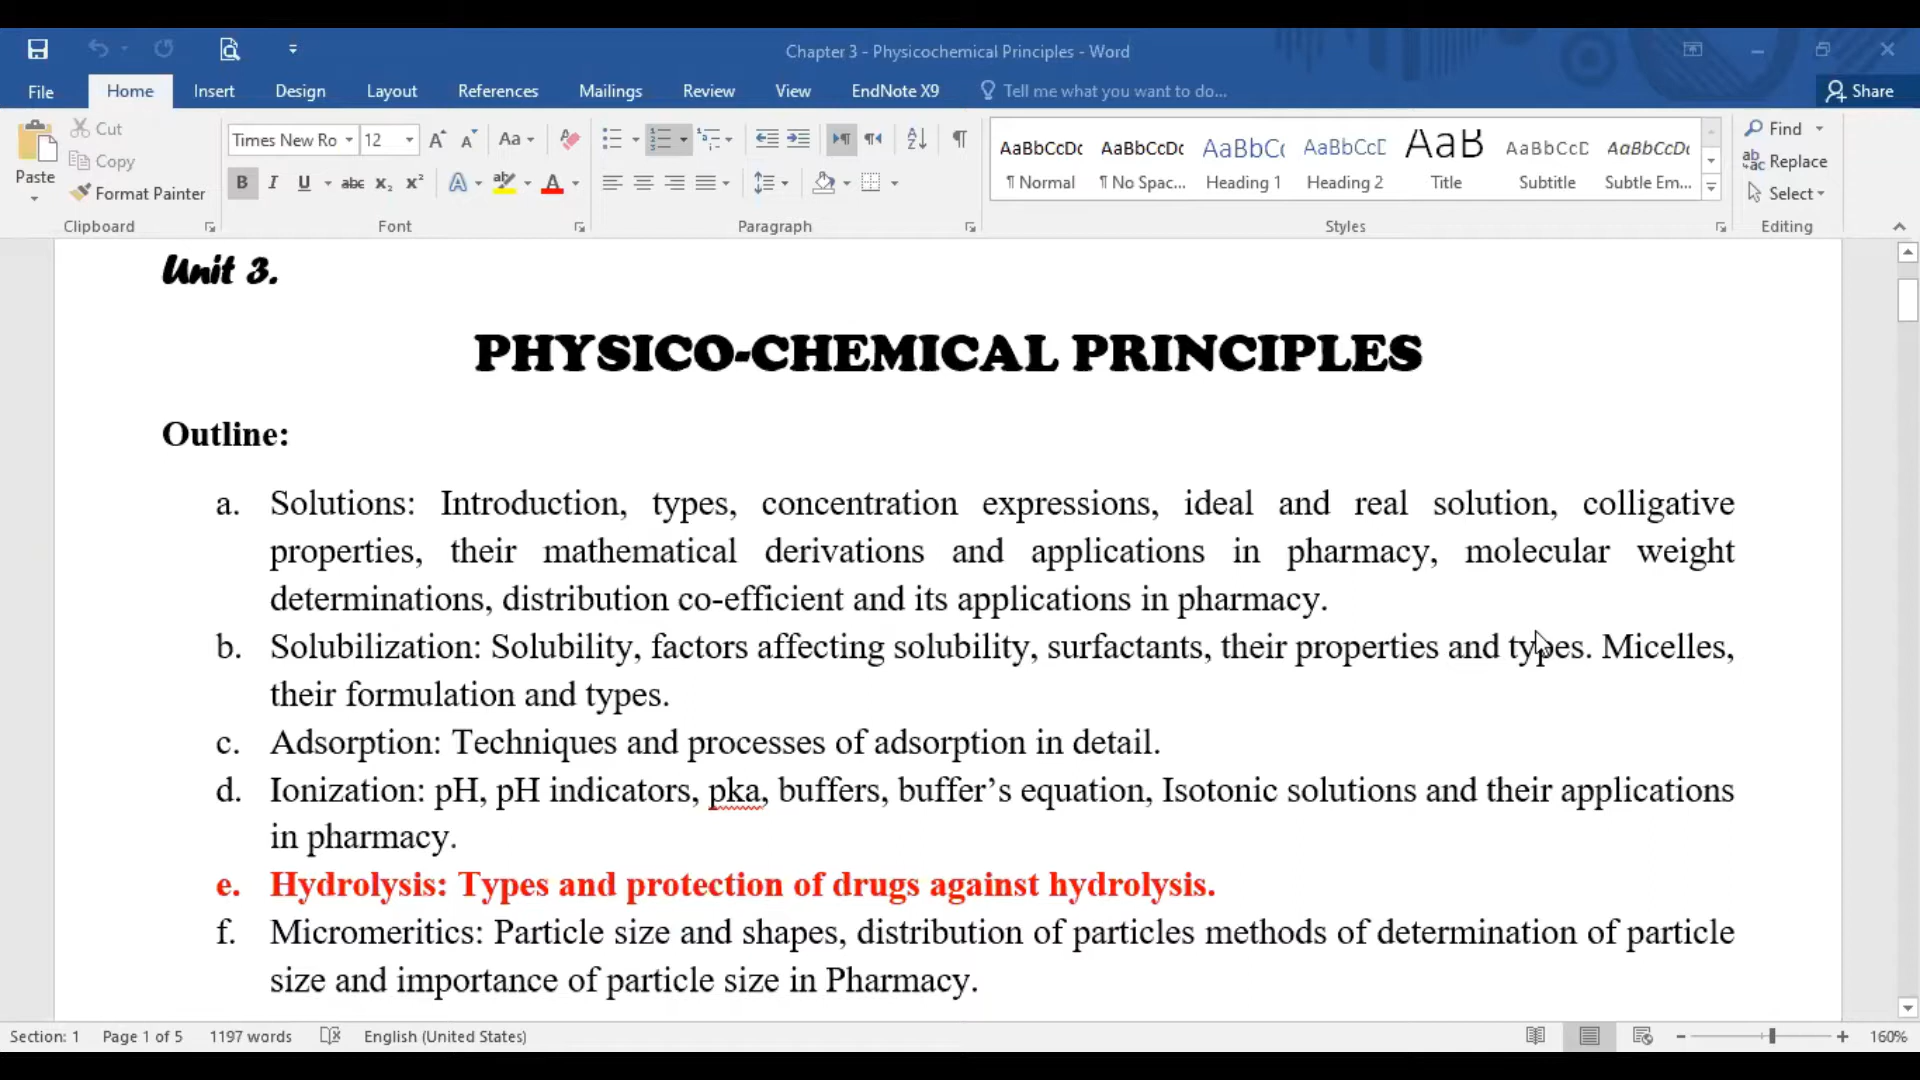 Chapter 3 - Physicochemical Principles - Word
File Home Insert Design Layout References Mailings Review View EndNote X9 Tell me what you want to do... Share
Paste
Cut
Copy
Format Painter
Clipboard
Times New Ro 12 Aa
B I U abc x₂ x² A ab A
Font
Paragraph
AaBbCcDc AaBbCcDc AaBbCc AaBbCcE AaB AaBbCcD AaBbCcDc
¶ Normal ¶ No Spac... Heading 1 Heading 2 Title Subtitle Subtle Em...
Styles
Find
Replace
Select
Editing
Unit 3.
PHYSICO-CHEMICAL PRINCIPLES
Outline:
a. Solutions: Introduction, types, concentration expressions, ideal and real solution, colligative
properties, their mathematical derivations and applications in pharmacy, molecular weight
determinations, distribution co-efficient and its applications in pharmacy.
b. Solubilization: Solubility, factors affecting solubility, surfactants, their properties and types. Micelles,
their formulation and types.
c. Adsorption: Techniques and processes of adsorption in detail.
d. Ionization: pH, pH indicators, pka, buffers, buffer’s equation, Isotonic solutions and their applications
in pharmacy.
e. Hydrolysis: Types and protection of drugs against hydrolysis.
f. Micromeritics: Particle size and shapes, distribution of particles methods of determination of particle
size and importance of particle size in Pharmacy.
Section: 1 Page 1 of 5 1197 words English (United States) 160%